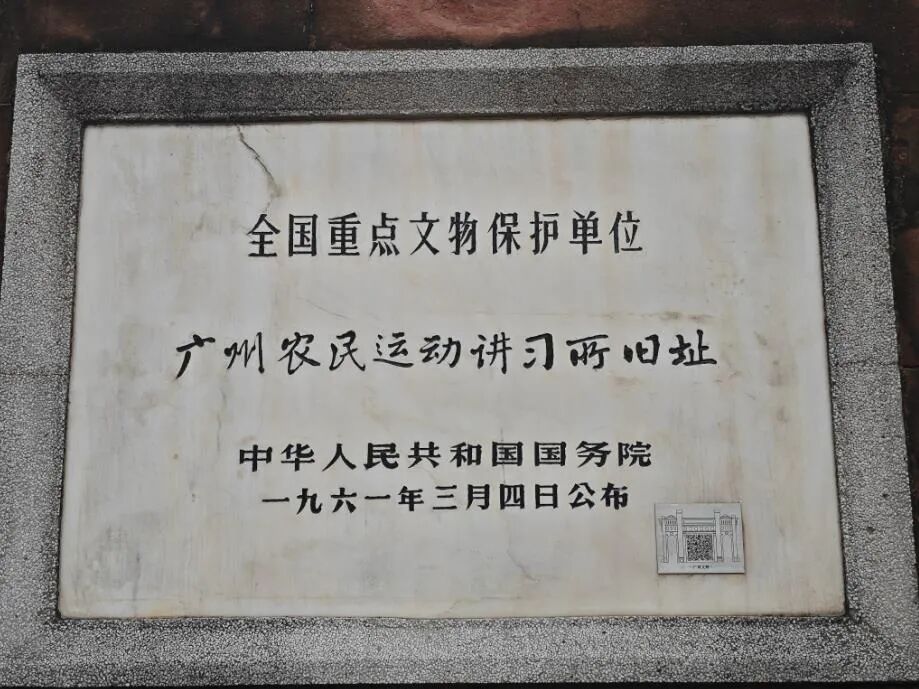 全国重点文物保护单位
广州农民运动讲习所旧址
中华人民共和国国务院
一九六一年三月四日公布